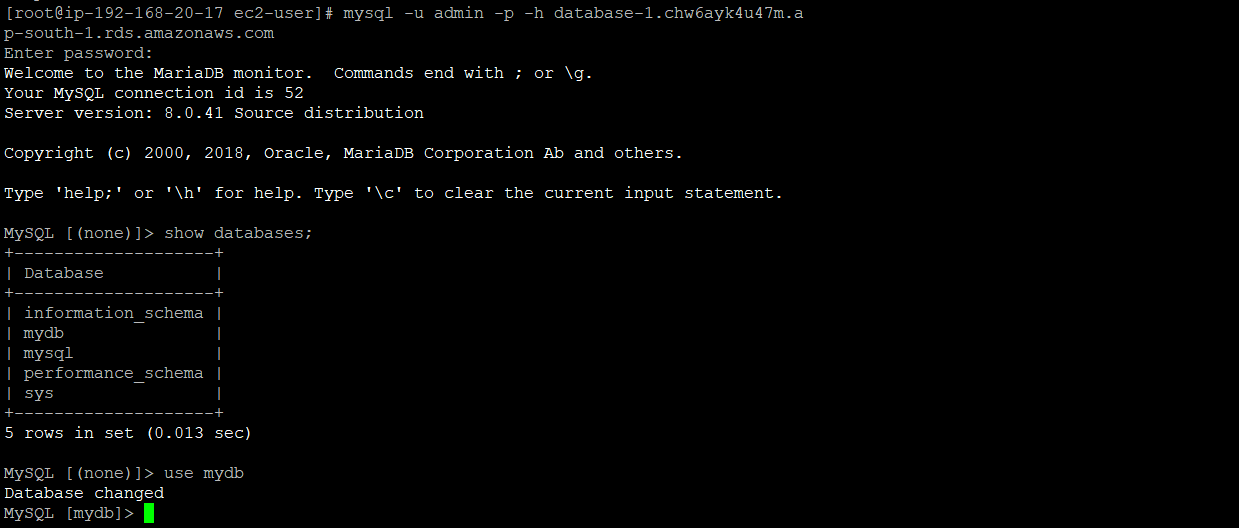 [root@ip-192-168-20-17 ec2-user]# mysql -u admin -p -h database-1.chw6ayk4u47m.a
p-south-1.rds.amazonaws.com
Enter password:
Welcome to the MariaDB monitor.  Commands end with ; or \g.
Your MySQL connection id is 52
Server version: 8.0.41 Source distribution

Copyright (c) 2000, 2018, Oracle, MariaDB Corporation Ab and others.

Type 'help;' or '\h' for help. Type '\c' to clear the current input statement.

MySQL [(none)]> show databases;
+--------------------+
| Database           |
+--------------------+
| information_schema |
| mydb               |
| mysql              |
| performance_schema |
| sys                |
+--------------------+
5 rows in set (0.013 sec)

MySQL [(none)]> use mydb
Database changed
MySQL [mydb]>